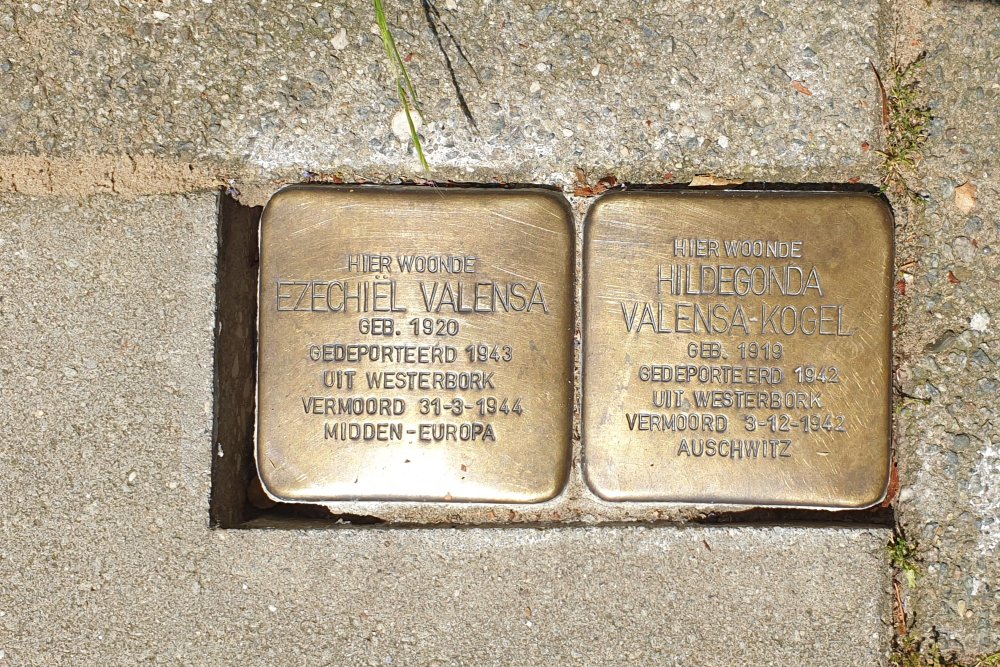 HIER WOONDE
EZECHIËL VALENSA
GEB. 1920
GEDEPORTEERD 1943
UIT WESTERBORK
VERMOORD 31-3-1944
MIDDEN-EUROPA
HIER WOONDE
HILDEGONDA
VALENSA-KOGEL
GEB. 1919
GEDEPORTEERD 1942
UIT WESTERBORK
VERMOORD 3-12-1942
AUSCHWITZ